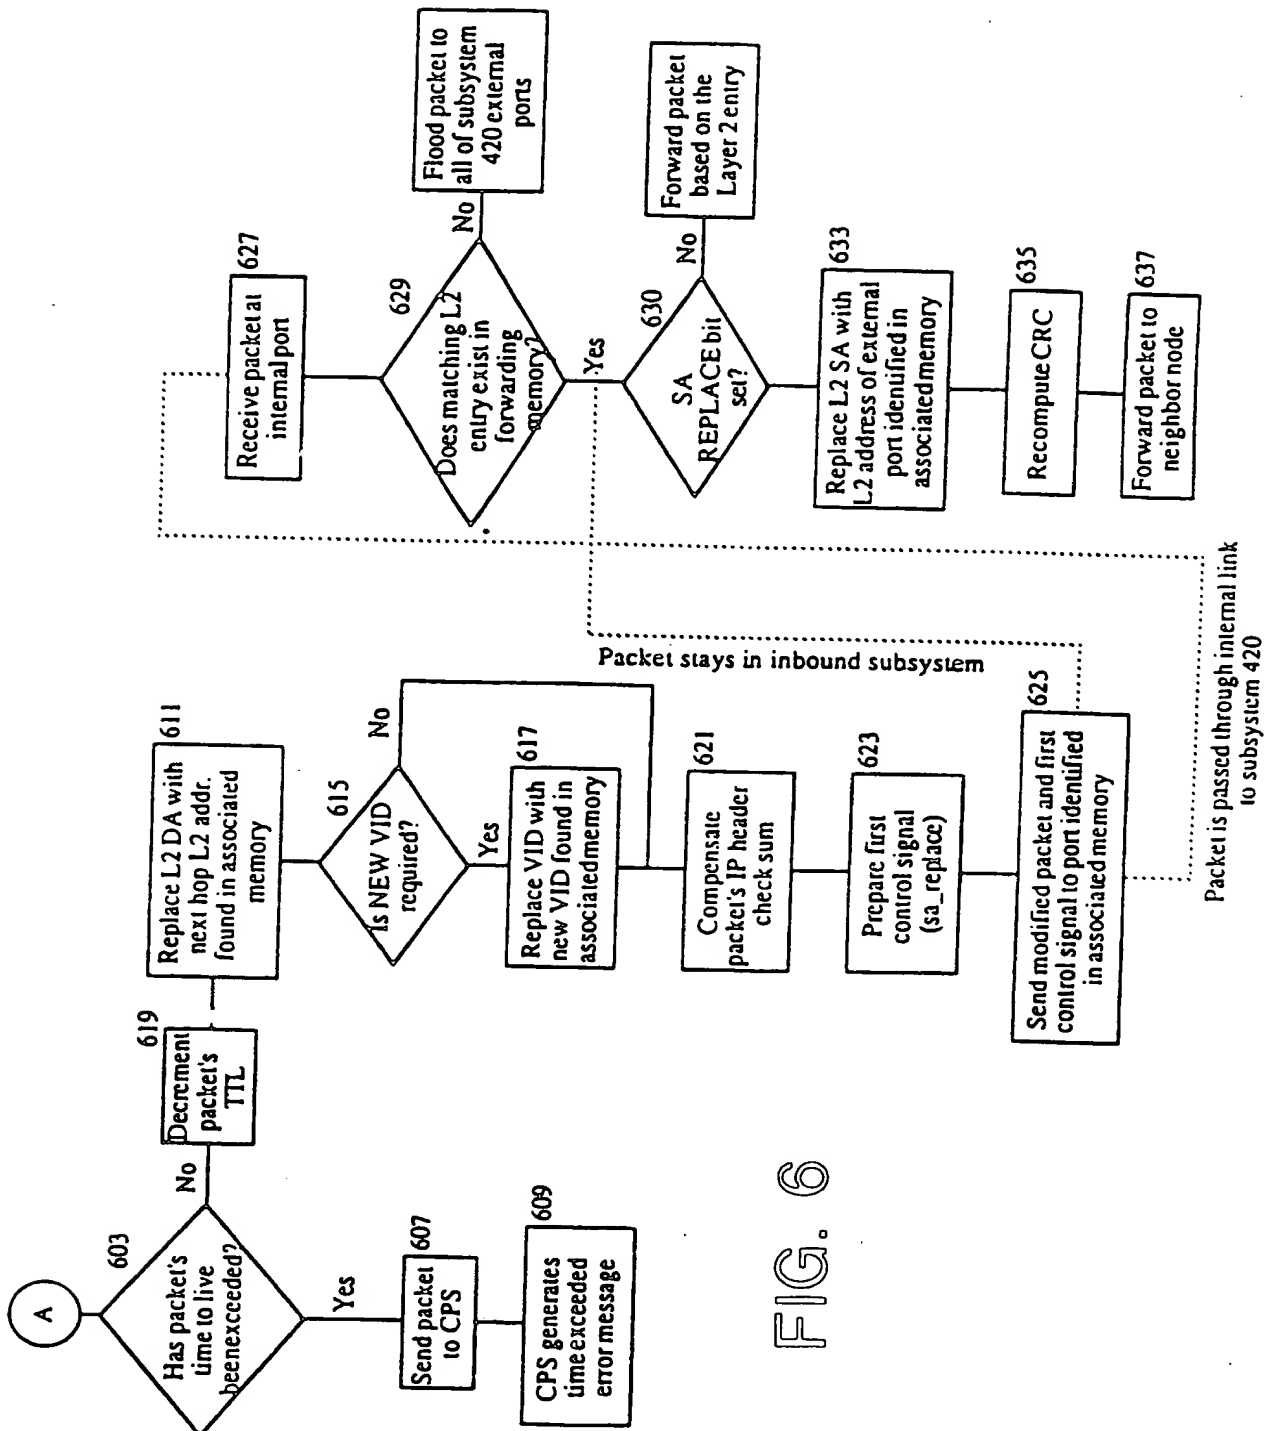 A
603
Has packet's
time to live
been exceeded?
No
Yes
607
Send packet
to CPS
609
CPS generates
time exceeded
error message
619
Decrement
packet's
TTL
611
Replace L2 DA with
next hop L2 addr.
found in associated
memory
615
Is NEW VID
required?
No
Yes
617
Replace VID with
new VID found in
associated memory
621
Compensate
packet's IP header
check sum
623
Prepare first
control signal
(sa_replace)
625
Send modified packet and first
control signal to port identified
in associated memory
Packet stays in inbound subsystem
Packet is passed through internal link
to subsystem 420
627
Receive packet at
internal port
629
Does matching L2
entry exist in
forwarding
memory?
No
Flood packet to
all of subsystem
420 external
ports
Yes
630
SA
REPLACE bit
set?
No
Forward packet
based on the
Layer 2 entry
633
Replace L2 SA with
L2 address of external
port identified in
associated memory
635
Recompute CRC
637
Forward packet to
neighbor node
FIG. 6